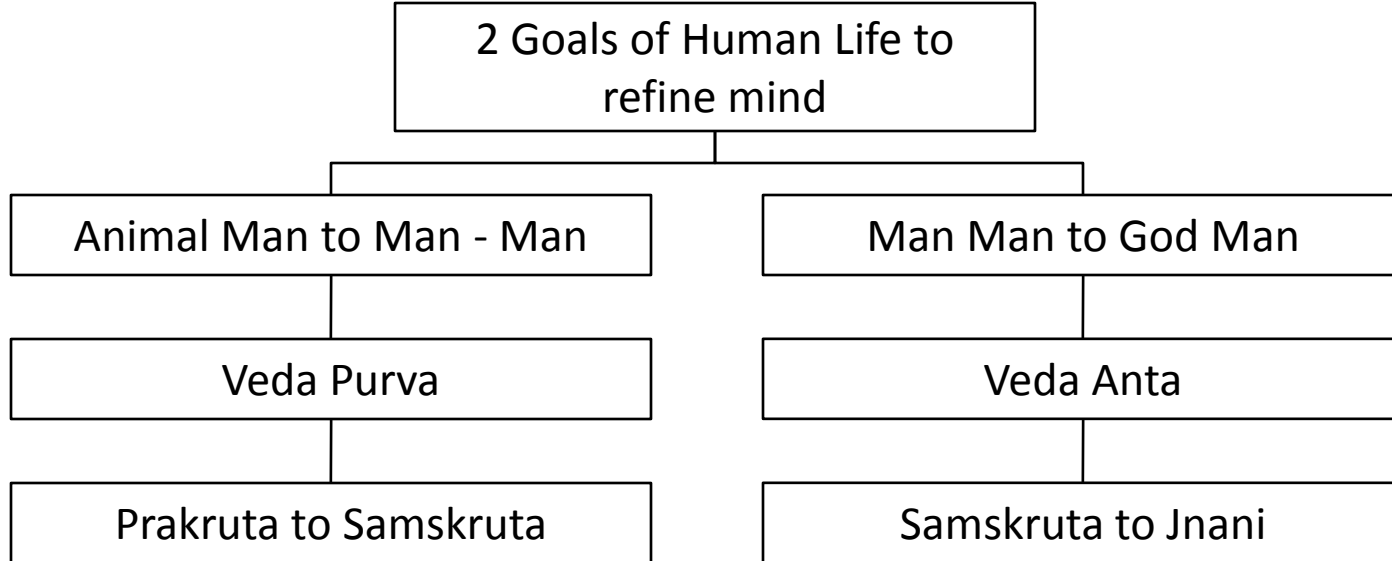 2 Goals of Human Life to
refine mind
Animal Man to Man - Man
Man Man to God Man
Veda Purva
Veda Anta
Prakruta to Samskruta
Samskruta to Jnani